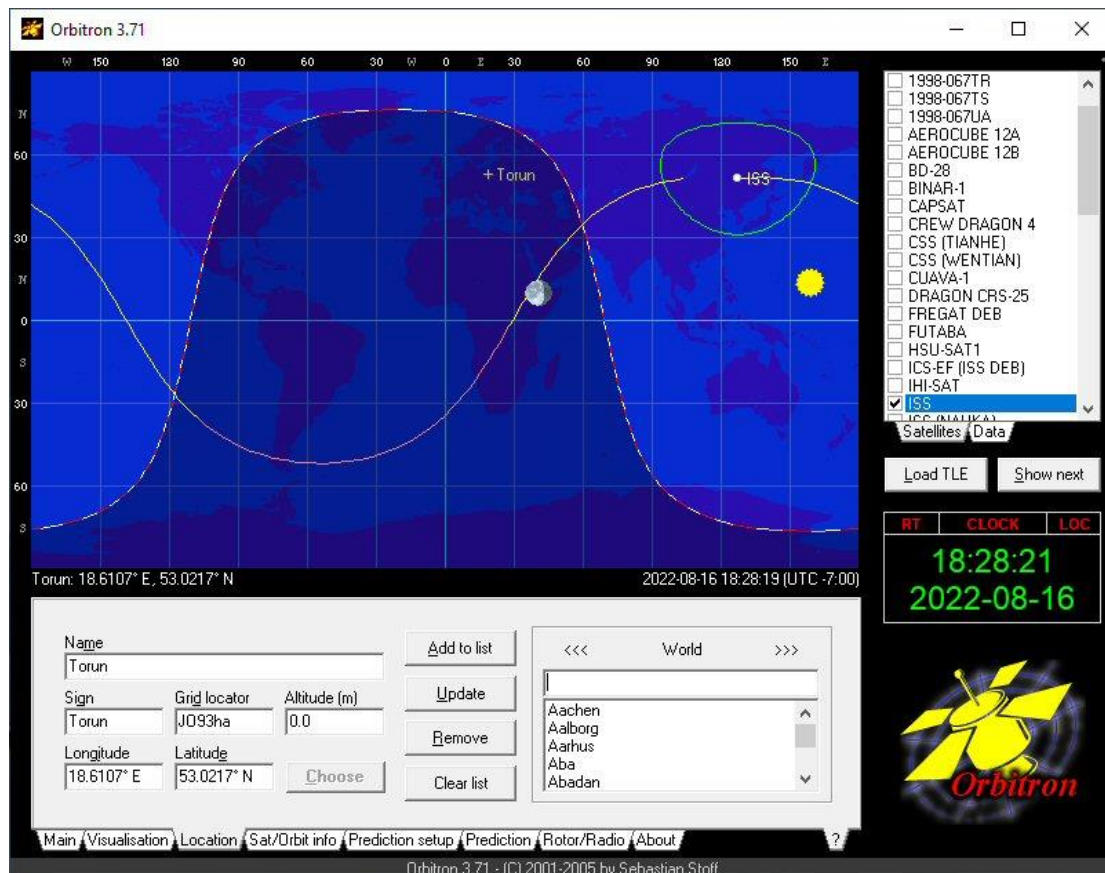 Orbitron 3.71
W 150 120 90 60 30 W 0 E 30 60 90 120 150 E
N
60
30
N
0
S
30
60
S
+ Torun
ISS
Torun: 18.6107° E, 53.0217° N
2022-08-16 18:28:19 (UTC -7:00)
1998-067TR
1998-067TS
1998-067UA
AEROCUBE 12A
AEROCUBE 12B
BD-28
BINAR-1
CAPSAT
CREW DRAGON 4
CSS (TIANHE)
CSS (WENTIAN)
CUAVA-1
DRAGON CRS-25
FREGAT DEB
FUTABA
HSU-SAT1
ICS-EF (ISS DEB)
IHI-SAT
ISS
ISS (NAUKA)
Satellites Data
Load TLE Show next
RT CLOCK LOC
18:28:21
2022-08-16
Orbitron
Name
Torun
Sign Grid locator Altitude (m)
Torun JO93ha 0.0
Longitude Latitude
18.6107° E 53.0217° N Choose
Add to list
Update
Remove
Clear list
<<< World >>>
Aachen
Aalborg
Aarhus
Aba
Abadan
Main Visualisation Location Sat/Orbit info Prediction setup Prediction Rotor/Radio About ?
Orbitron 3.71 - (C) 2001-2005 by Sebastian Stoff